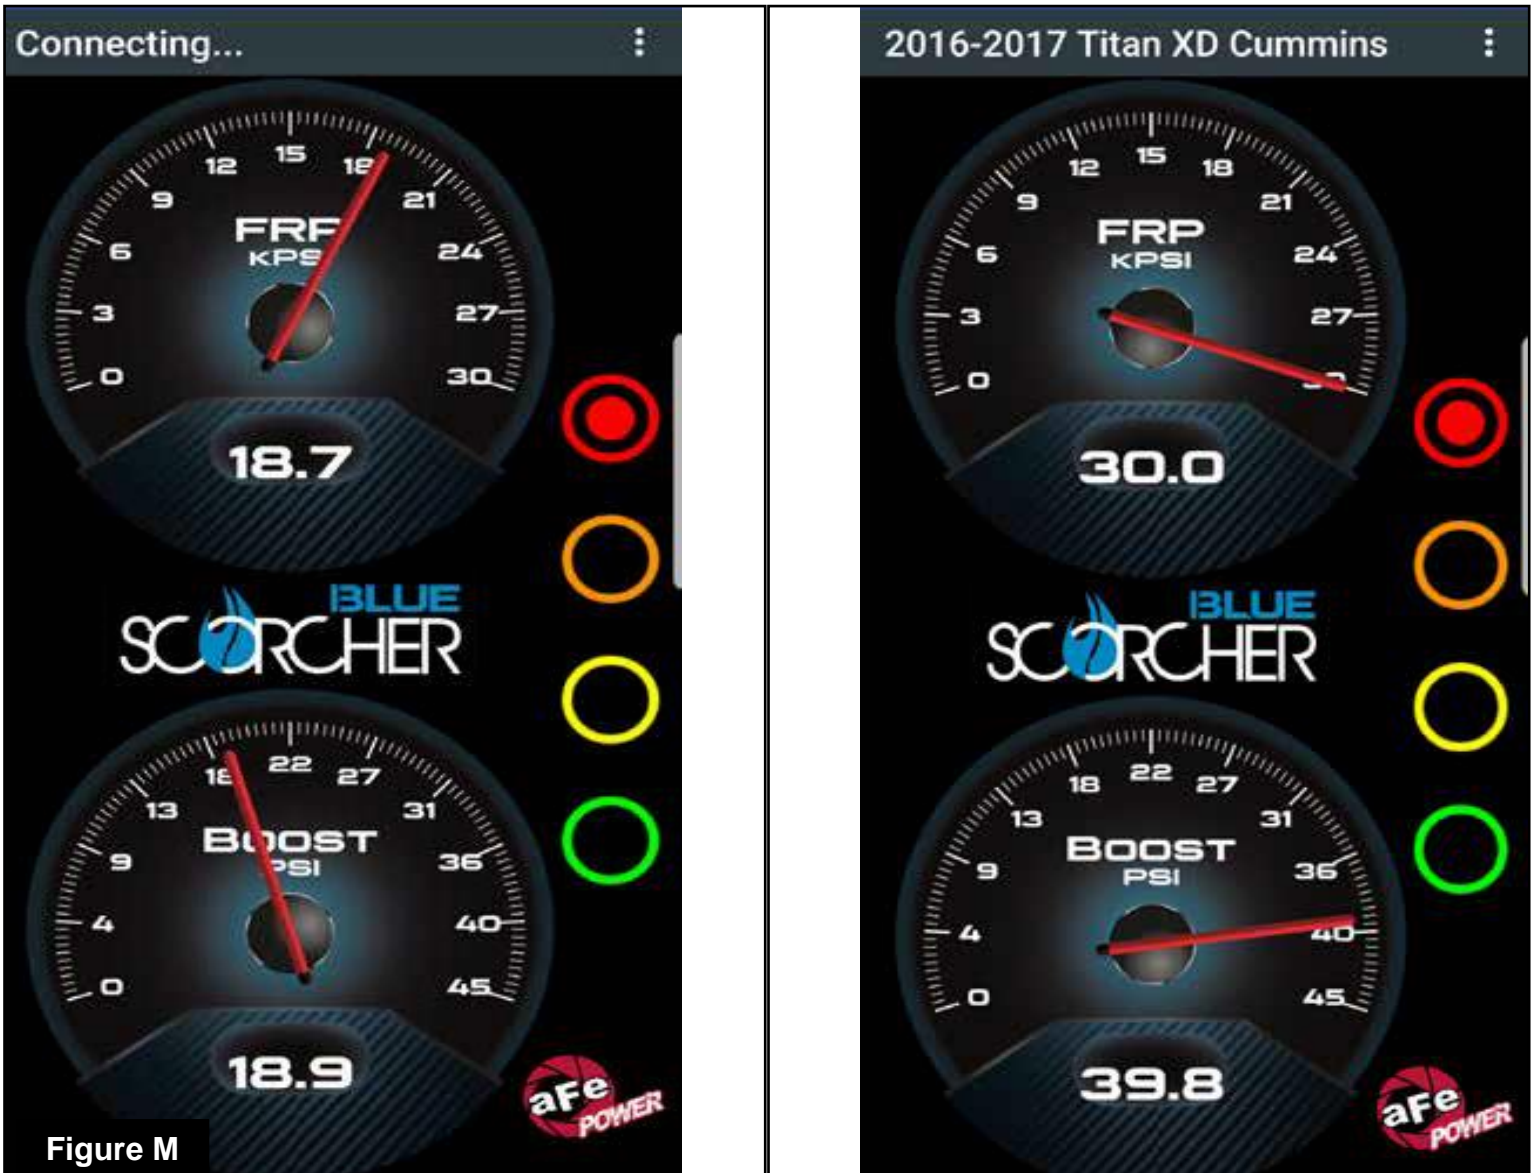 Connecting...
15
12
18
9
21
FRP
KPSI
6
24
3
27
0
30
18.7
BLUE
SCORCHER
22
18
27
13
31
BOOST
PSI
9
36
4
40
0
45
18.9
aFe
POWER
Figure M
2016-2017 Titan XD Cummins
15
12
18
9
21
FRP
KPSI
6
24
3
27
0
30
30.0
BLUE
SCORCHER
22
18
27
13
31
BOOST
PSI
9
36
4
40
0
45
39.8
aFe
POWER